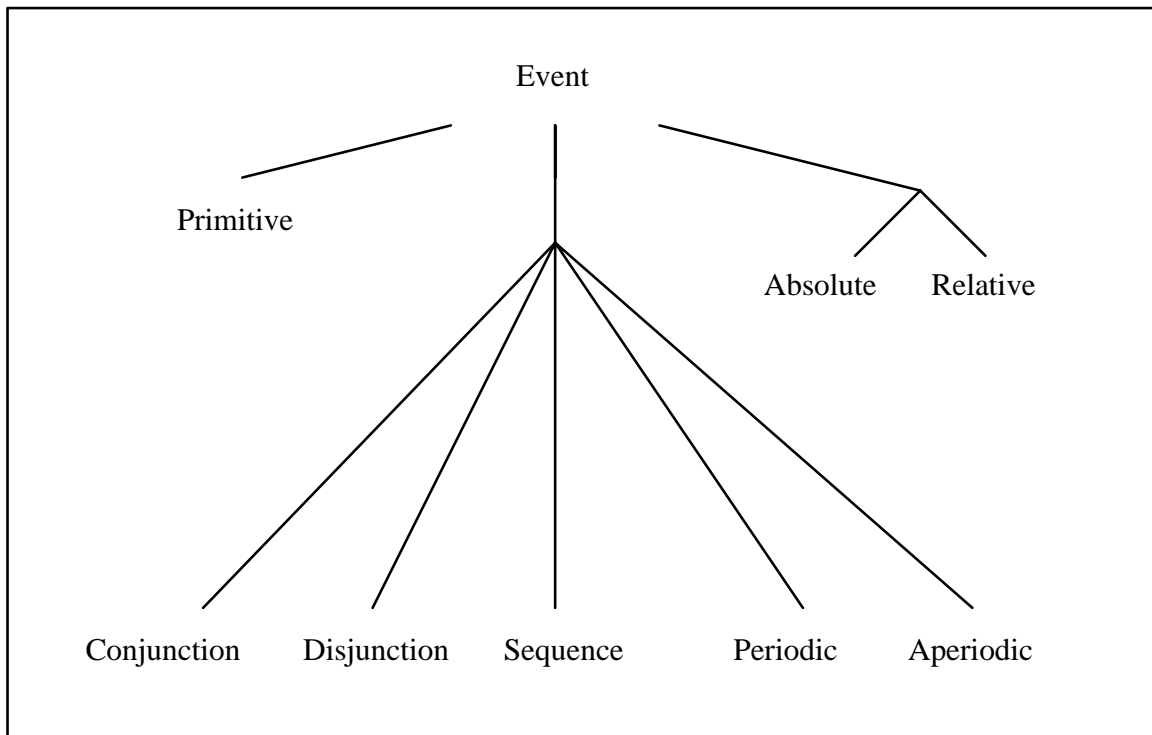 Event
Primitive
Absolute Relative
Conjunction Disjunction Sequence Periodic Aperiodic